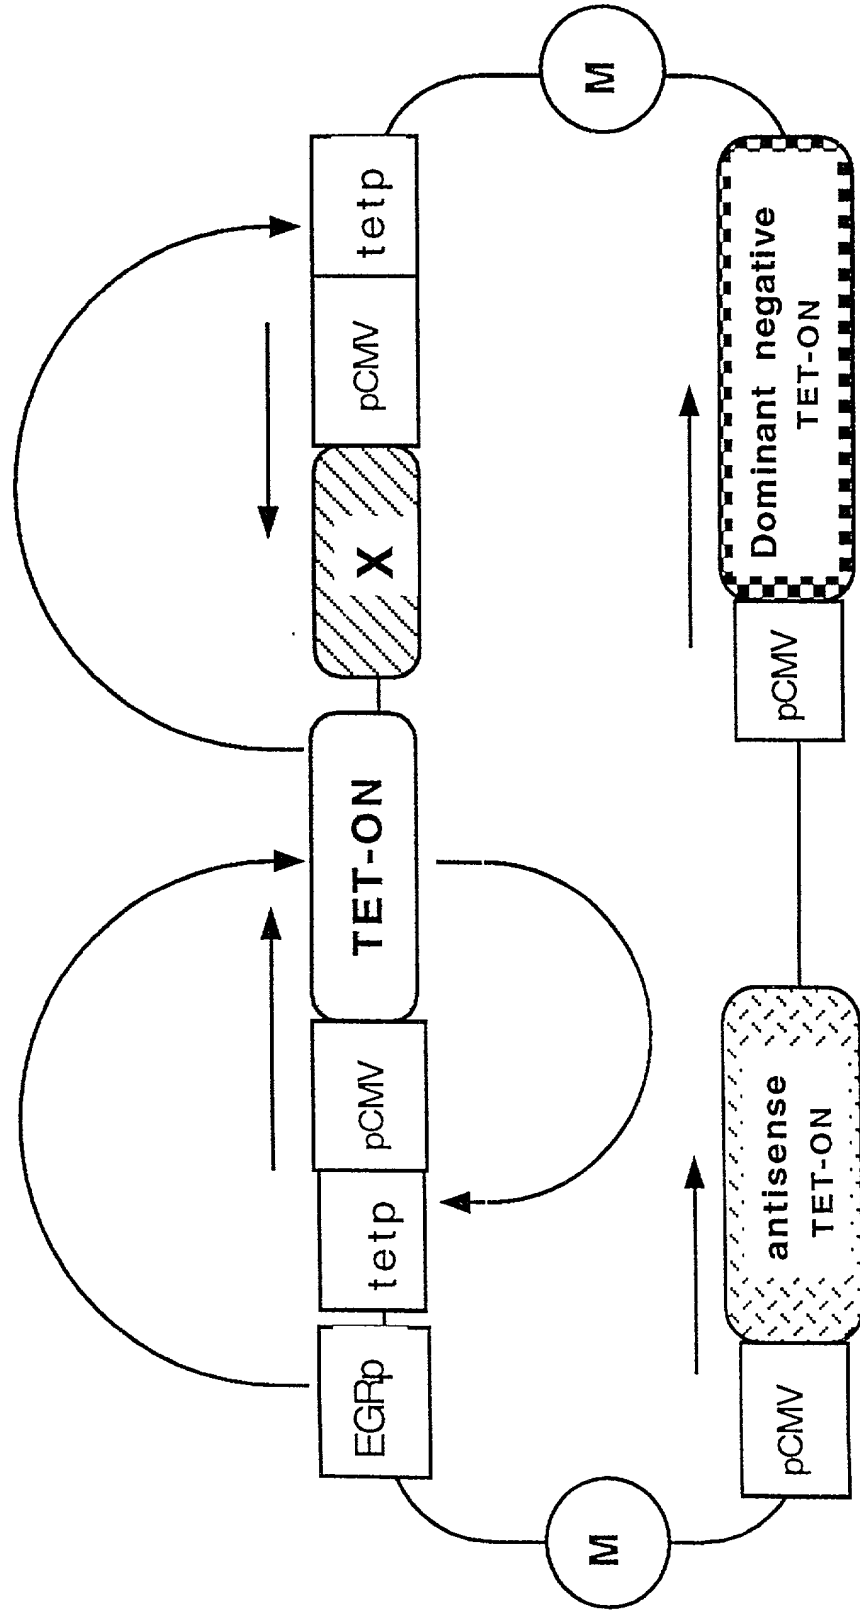 EGRp
tetp
pCMV
TET-ON
X
pCMV
tetp
M
M
pCMV
antisense
TET-ON
pCMV
Dominant negative
TET-ON